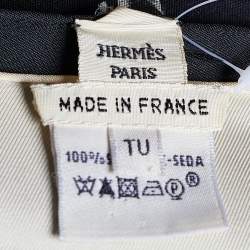 HERMÈS
PARIS
MADE IN FRANCE
TU
100% -SEDA
P